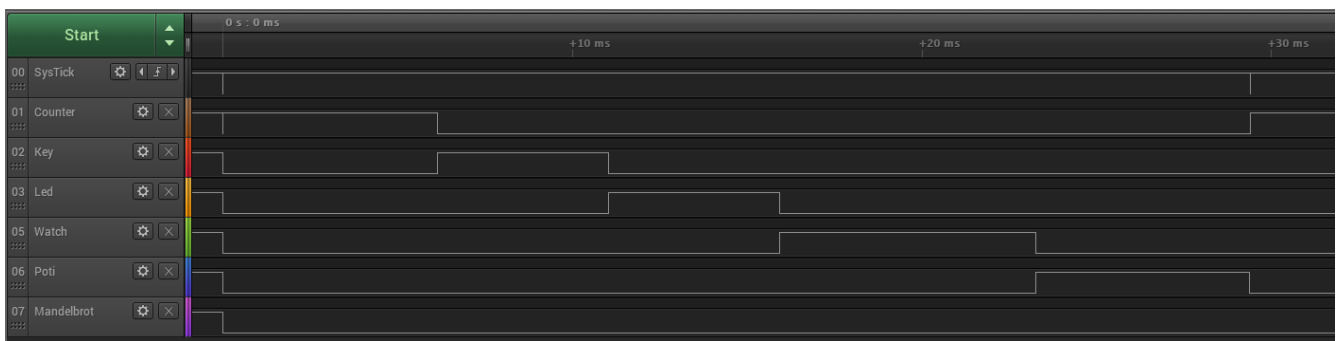 Start
0 s : 0 ms
+10 ms
+20 ms
+30 ms
00 SysTick
01 Counter
02 Key
03 Led
05 Watch
06 Poti
07 Mandelbrot